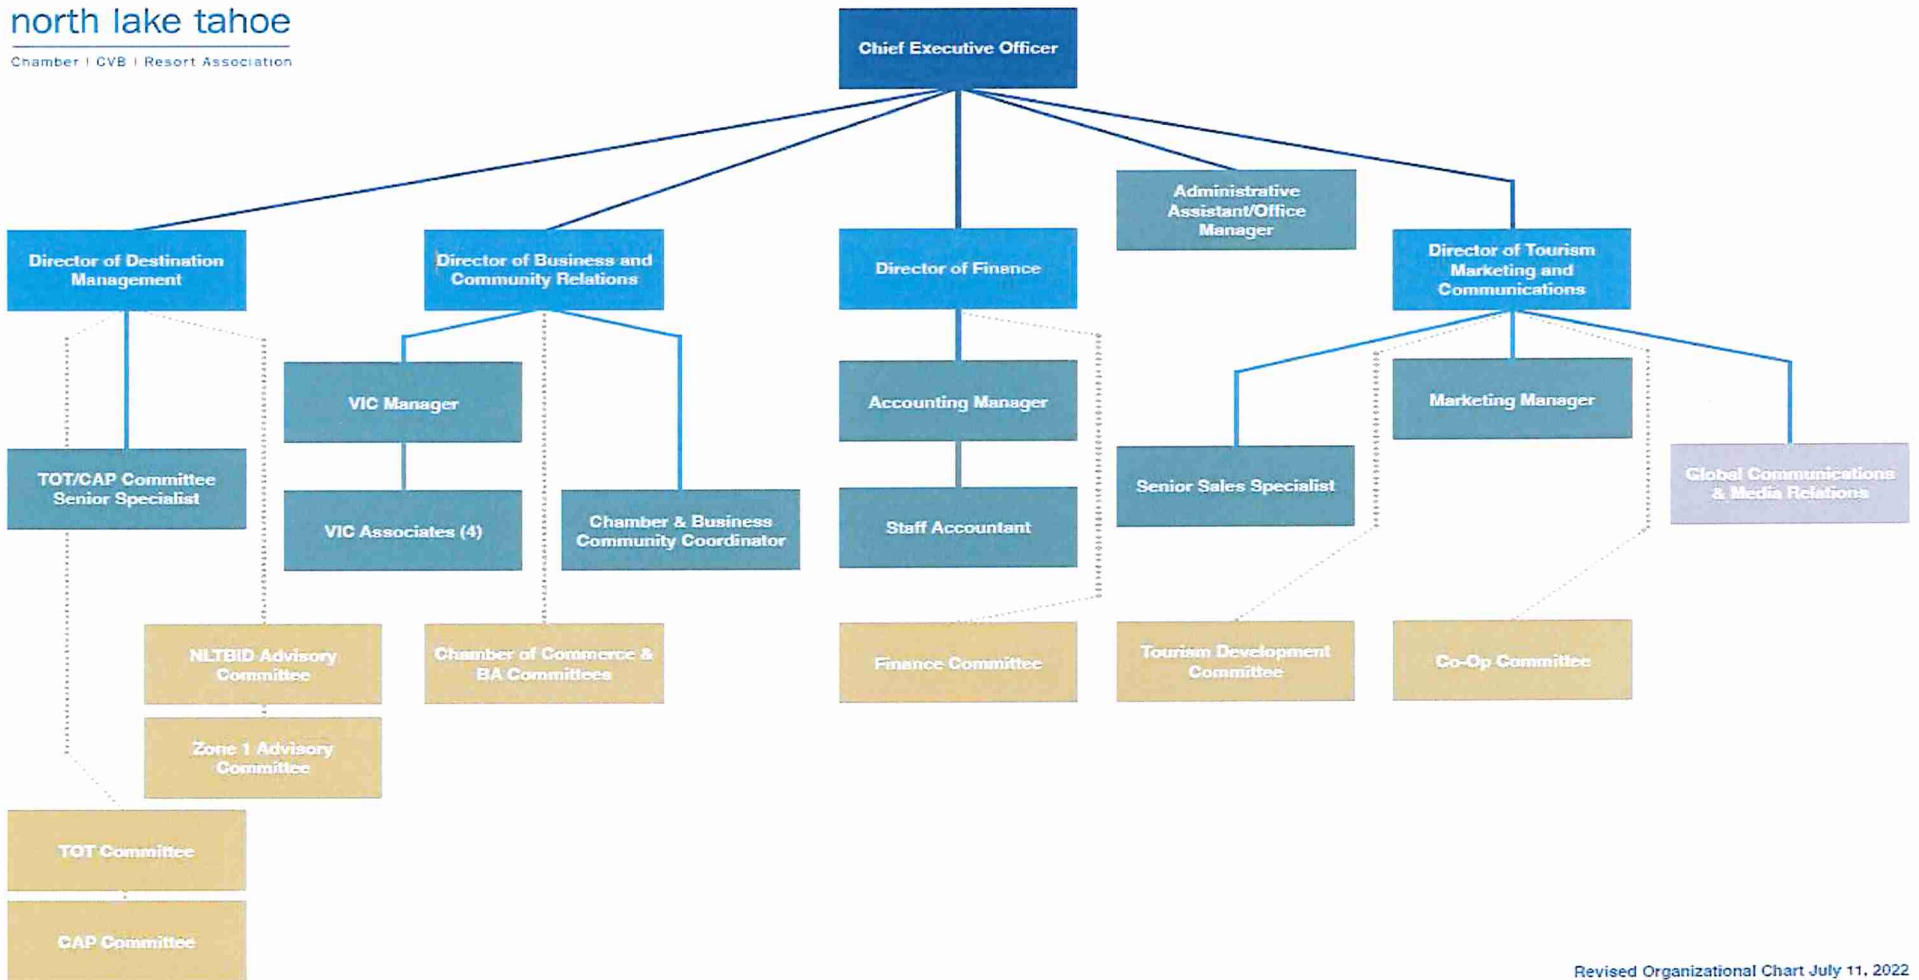 north lake tahoe
Chamber | CVB | Resort Association
Chief Executive Officer
Administrative
Assistant/Office
Manager
Director of Destination
Management
Director of Business and
Community Relations
Director of Finance
Director of Tourism
Marketing and
Communications
VIC Manager
Accounting Manager
Marketing Manager
TOT/CAP Committee
Senior Specialist
Senior Sales Specialist
Global Communications
& Media Relations
VIC Associates (4)
Chamber & Business
Community Coordinator
Staff Accountant
NLTBID Advisory
Committee
Chamber of Commerce &
BA Committees
Finance Committee
Tourism Development
Committee
Co-Op Committee
Zone 1 Advisory
Committee
TOT Committee
CAP Committee
Revised Organizational Chart July 11, 2022